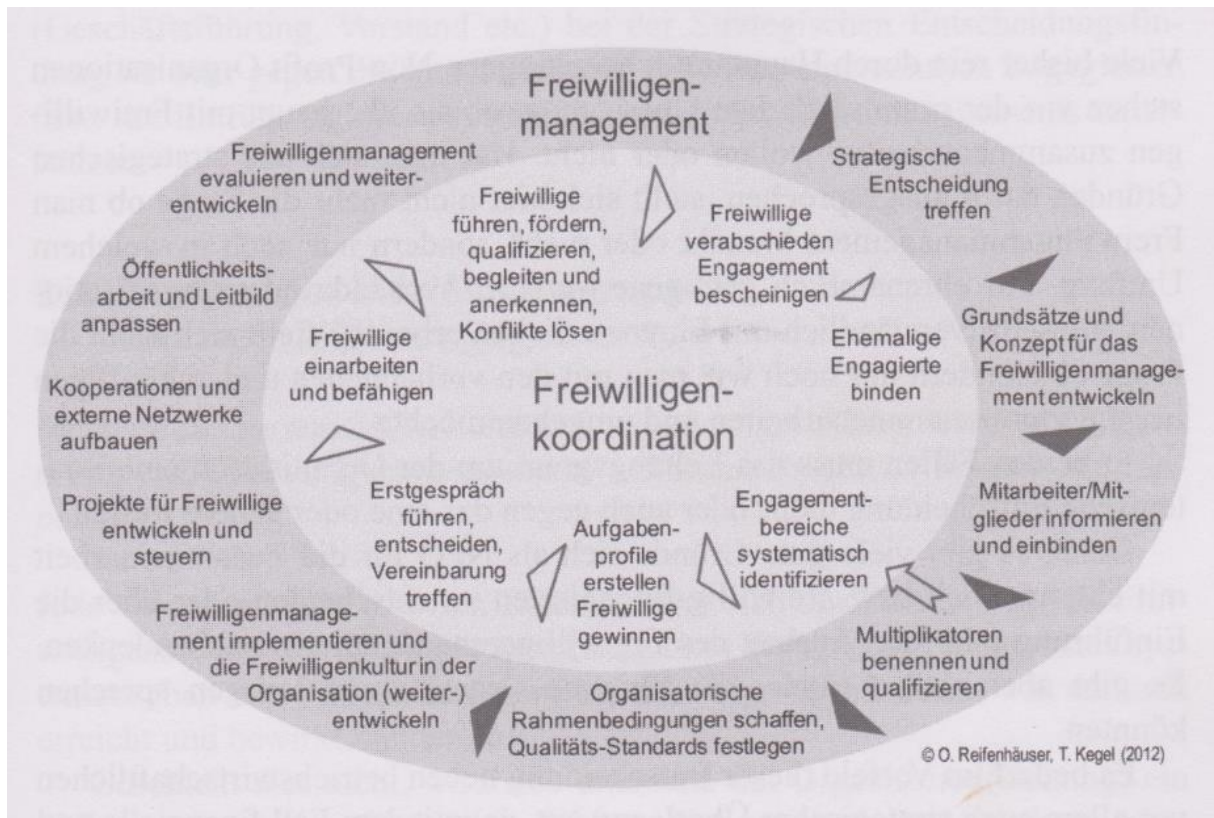 Freiwilligen-
management
Strategische
Entscheidung
treffen
Grundsätze und
Konzept für das
Freiwilligenmanage-
ment entwickeln
Mitarbeiter/Mit-
glieder informieren
und einbinden
Multiplikatoren
benennen und
qualifizieren
Organisatorische
Rahmenbedingungen schaffen,
Qualitäts-Standards festlegen
Freiwilligenmanage-
ment implementieren und
die Freiwilligenkultur in der
Organisation (weiter-)
entwickeln
Projekte für Freiwillige
entwickeln und
steuern
Kooperationen und
externe Netzwerke
aufbauen
Öffentlichkeits-
arbeit und Leitbild
anpassen
Freiwilligenmanagement
evaluieren und weiter-
entwickeln
Freiwilligen-
koordination
Engagement-
bereiche
systematisch
identifizieren
Aufgaben-
profile
erstellen
Freiwillige
gewinnen
Erstgespräch
führen,
entscheiden,
Vereinbarung
treffen
Freiwillige
einarbeiten
und befähigen
Freiwillige
führen, fördern,
qualifizieren,
begleiten und
anerkennen,
Konflikte lösen
Freiwillige
verabschieden
Engagement
bescheinigen
Ehemalige
Engagierte
binden
© O. Reifenhäuser, T. Kegel (2012)